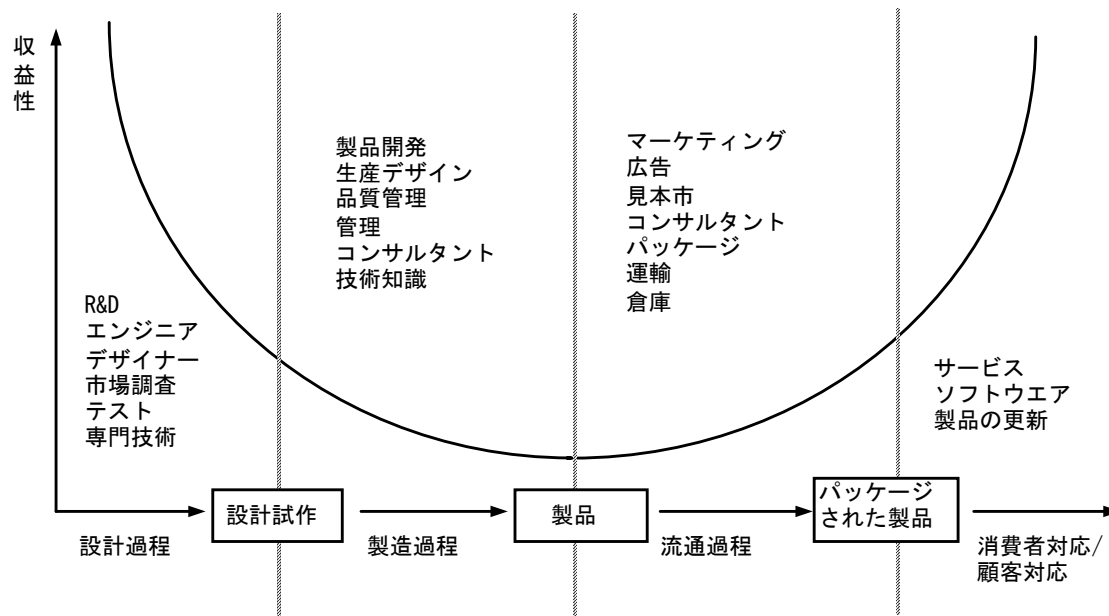 収益性
製品開発
生産デザイン
品質管理
管理
コンサルタント
技術知識
マーケティング
広告
見本市
コンサルタント
パッケージ
運輸
倉庫
R&D
エンジニア
デザイナー
市場調査
テスト
専門技術
サービス
ソフトウエア
製品の更新
設計試作
製品
パッケージ
された製品
設計過程
製造過程
流通過程
消費者対応/
顧客対応